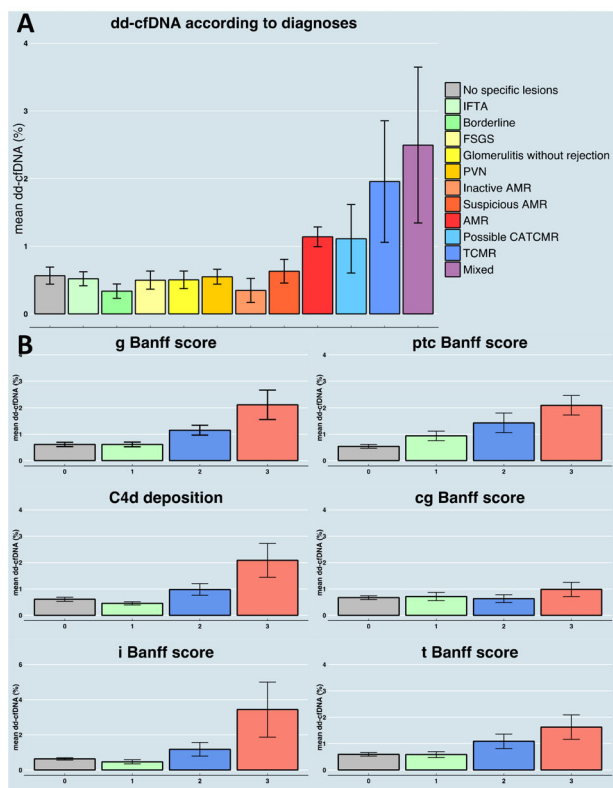 A
dd-cfDNA according to diagnoses
mean dd-cfDNA (%)
4
3
2
1
0
No specific lesions
IFTA
Borderline
FSGS
Glomerulitis without rejection
PVN
Inactive AMR
Suspicious AMR
AMR
Possible CATCMR
TCMR
Mixed
B
g Banff score
mean dd-cfDNA (%)
4
3
2
1
0
0 1 2 3
ptc Banff score
mean dd-cfDNA (%)
4
3
2
1
0
0 1 2 3
C4d deposition
mean dd-cfDNA (%)
4
3
2
1
0
0 1 2 3
cg Banff score
mean dd-cfDNA (%)
4
3
2
1
0
0 1 2 3
i Banff score
mean dd-cfDNA (%)
6
4
2
0
0 1 2 3
t Banff score
mean dd-cfDNA (%)
4
3
2
1
0
0 1 2 3